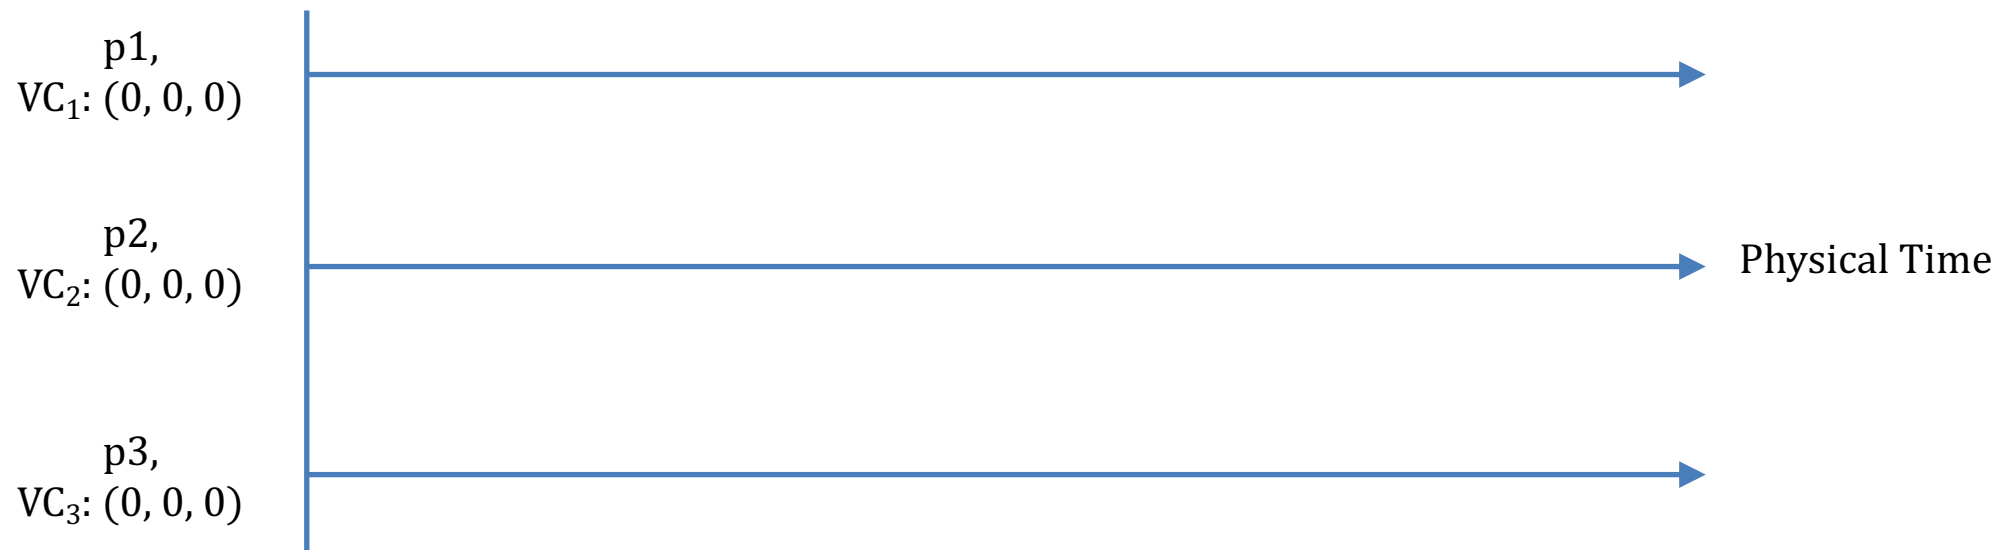 p1,
VC₁: (0, 0, 0)
p2,
VC₂: (0, 0, 0)
Physical Time
p3,
VC₃: (0, 0, 0)